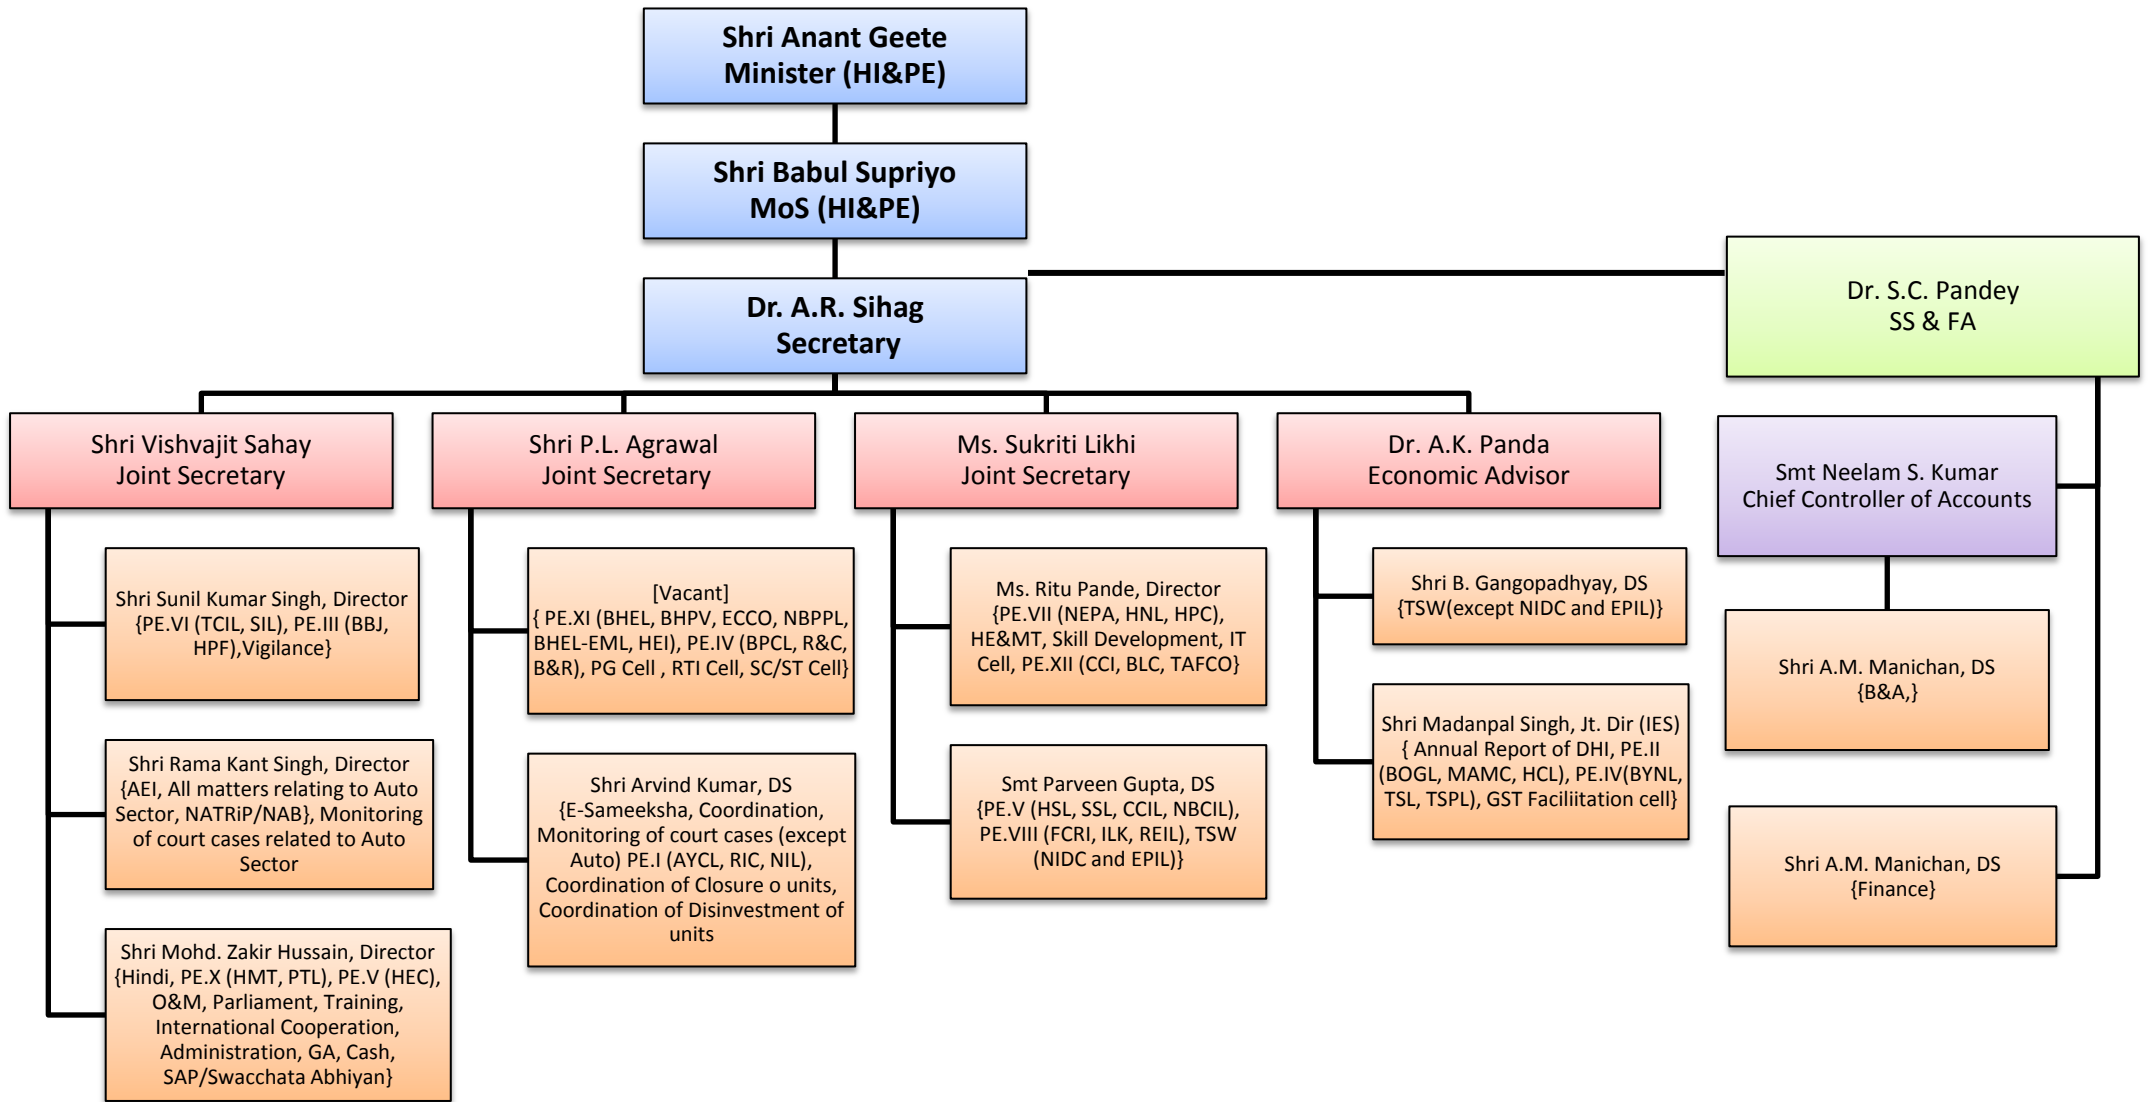 Shri Anant Geete
Minister (HI&PE)
Shri Babul Supriyo
MoS (HI&PE)
Dr. A.R. Sihag
Secretary
Dr. S.C. Pandey
SS & FA
Shri Vishvajit Sahay
Joint Secretary
Shri P.L. Agrawal
Joint Secretary
Ms. Sukriti Likhi
Joint Secretary
Dr. A.K. Panda
Economic Advisor
Smt Neelam S. Kumar
Chief Controller of Accounts
Shri Sunil Kumar Singh, Director
{PE.VI (TCIL, SIL), PE.III (BBJ,
HPF),Vigilance}
Shri Rama Kant Singh, Director
{AEI, All matters relating to Auto
Sector, NATRiP/NAB}, Monitoring
of court cases related to Auto
Sector
Shri Mohd. Zakir Hussain, Director
{Hindi, PE.X (HMT, PTL), PE.V (HEC),
O&M, Parliament, Training,
International Cooperation,
Administration, GA, Cash,
SAP/Swacchata Abhiyan}
[Vacant]
{ PE.XI (BHEL, BHPV, ECCO, NBPPL,
BHEL-EML, HEI), PE.IV (BPCL, R&C,
B&R), PG Cell , RTI Cell, SC/ST Cell}
Shri Arvind Kumar, DS
{E-Sameeksha, Coordination,
Monitoring of court cases (except
Auto) PE.I (AYCL, RIC, NIL),
Coordination of Closure o units,
Coordination of Disinvestment of
units
Ms. Ritu Pande, Director
{PE.VII (NEPA, HNL, HPC),
HE&MT, Skill Development, IT
Cell, PE.XII (CCI, BLC, TAFCO}
Smt Parveen Gupta, DS
{PE.V (HSL, SSL, CCIL, NBCIL),
PE.VIII (FCRI, ILK, REIL), TSW
(NIDC and EPIL)}
Shri B. Gangopadhyay, DS
{TSW(except NIDC and EPIL)}
Shri Madanpal Singh, Jt. Dir (IES)
{ Annual Report of DHI, PE.II
(BOGL, MAMC, HCL), PE.IV(BYNL,
TSL, TSPL), GST Faciliitation cell}
Shri A.M. Manichan, DS
{B&A,}
Shri A.M. Manichan, DS
{Finance}